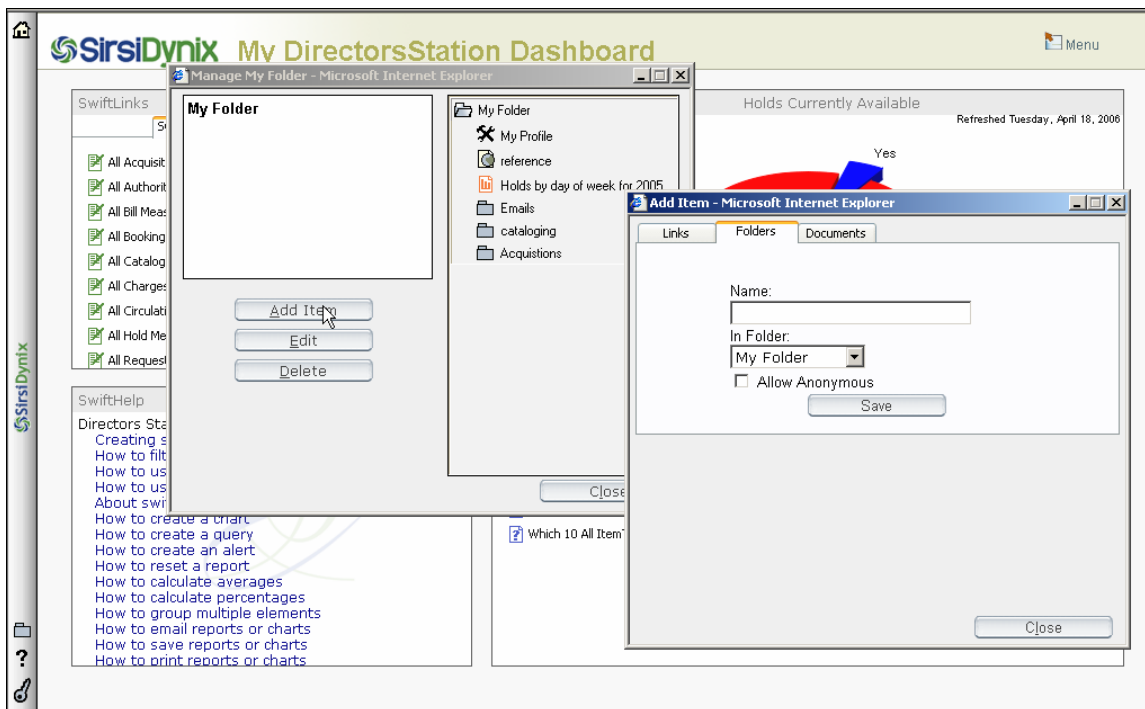 SirsiDynix My DirectorsStation Dashboard
Menu
Manage My Folder - Microsoft Internet Explorer
SwiftLinks
My Folder
My Folder
My Profile
reference
Holds by day of week for 2005
Emails
cataloging
Acquistions
Add Item
Edit
Delete
Close
Holds Currently Available
Refreshed Tuesday, April 18, 2006
Yes
All Acquisit
All Authorit
All Bill Meas
All Booking
All Catalog
All Charges
All Circulati
All Hold Me
All Request
Add Item - Microsoft Internet Explorer
Links
Folders
Documents
Name:
In Folder:
My Folder
Allow Anonymous
Save
Close
SirsiDynix
SwiftHelp
Directors Sta
Creating s
How to filt
How to us
How to us
About swi
How to create a chart
How to create a query
How to create an alert
How to reset a report
How to calculate averages
How to calculate percentages
How to group multiple elements
How to email reports or charts
How to save reports or charts
How to print reports or charts
Which 10 All Item